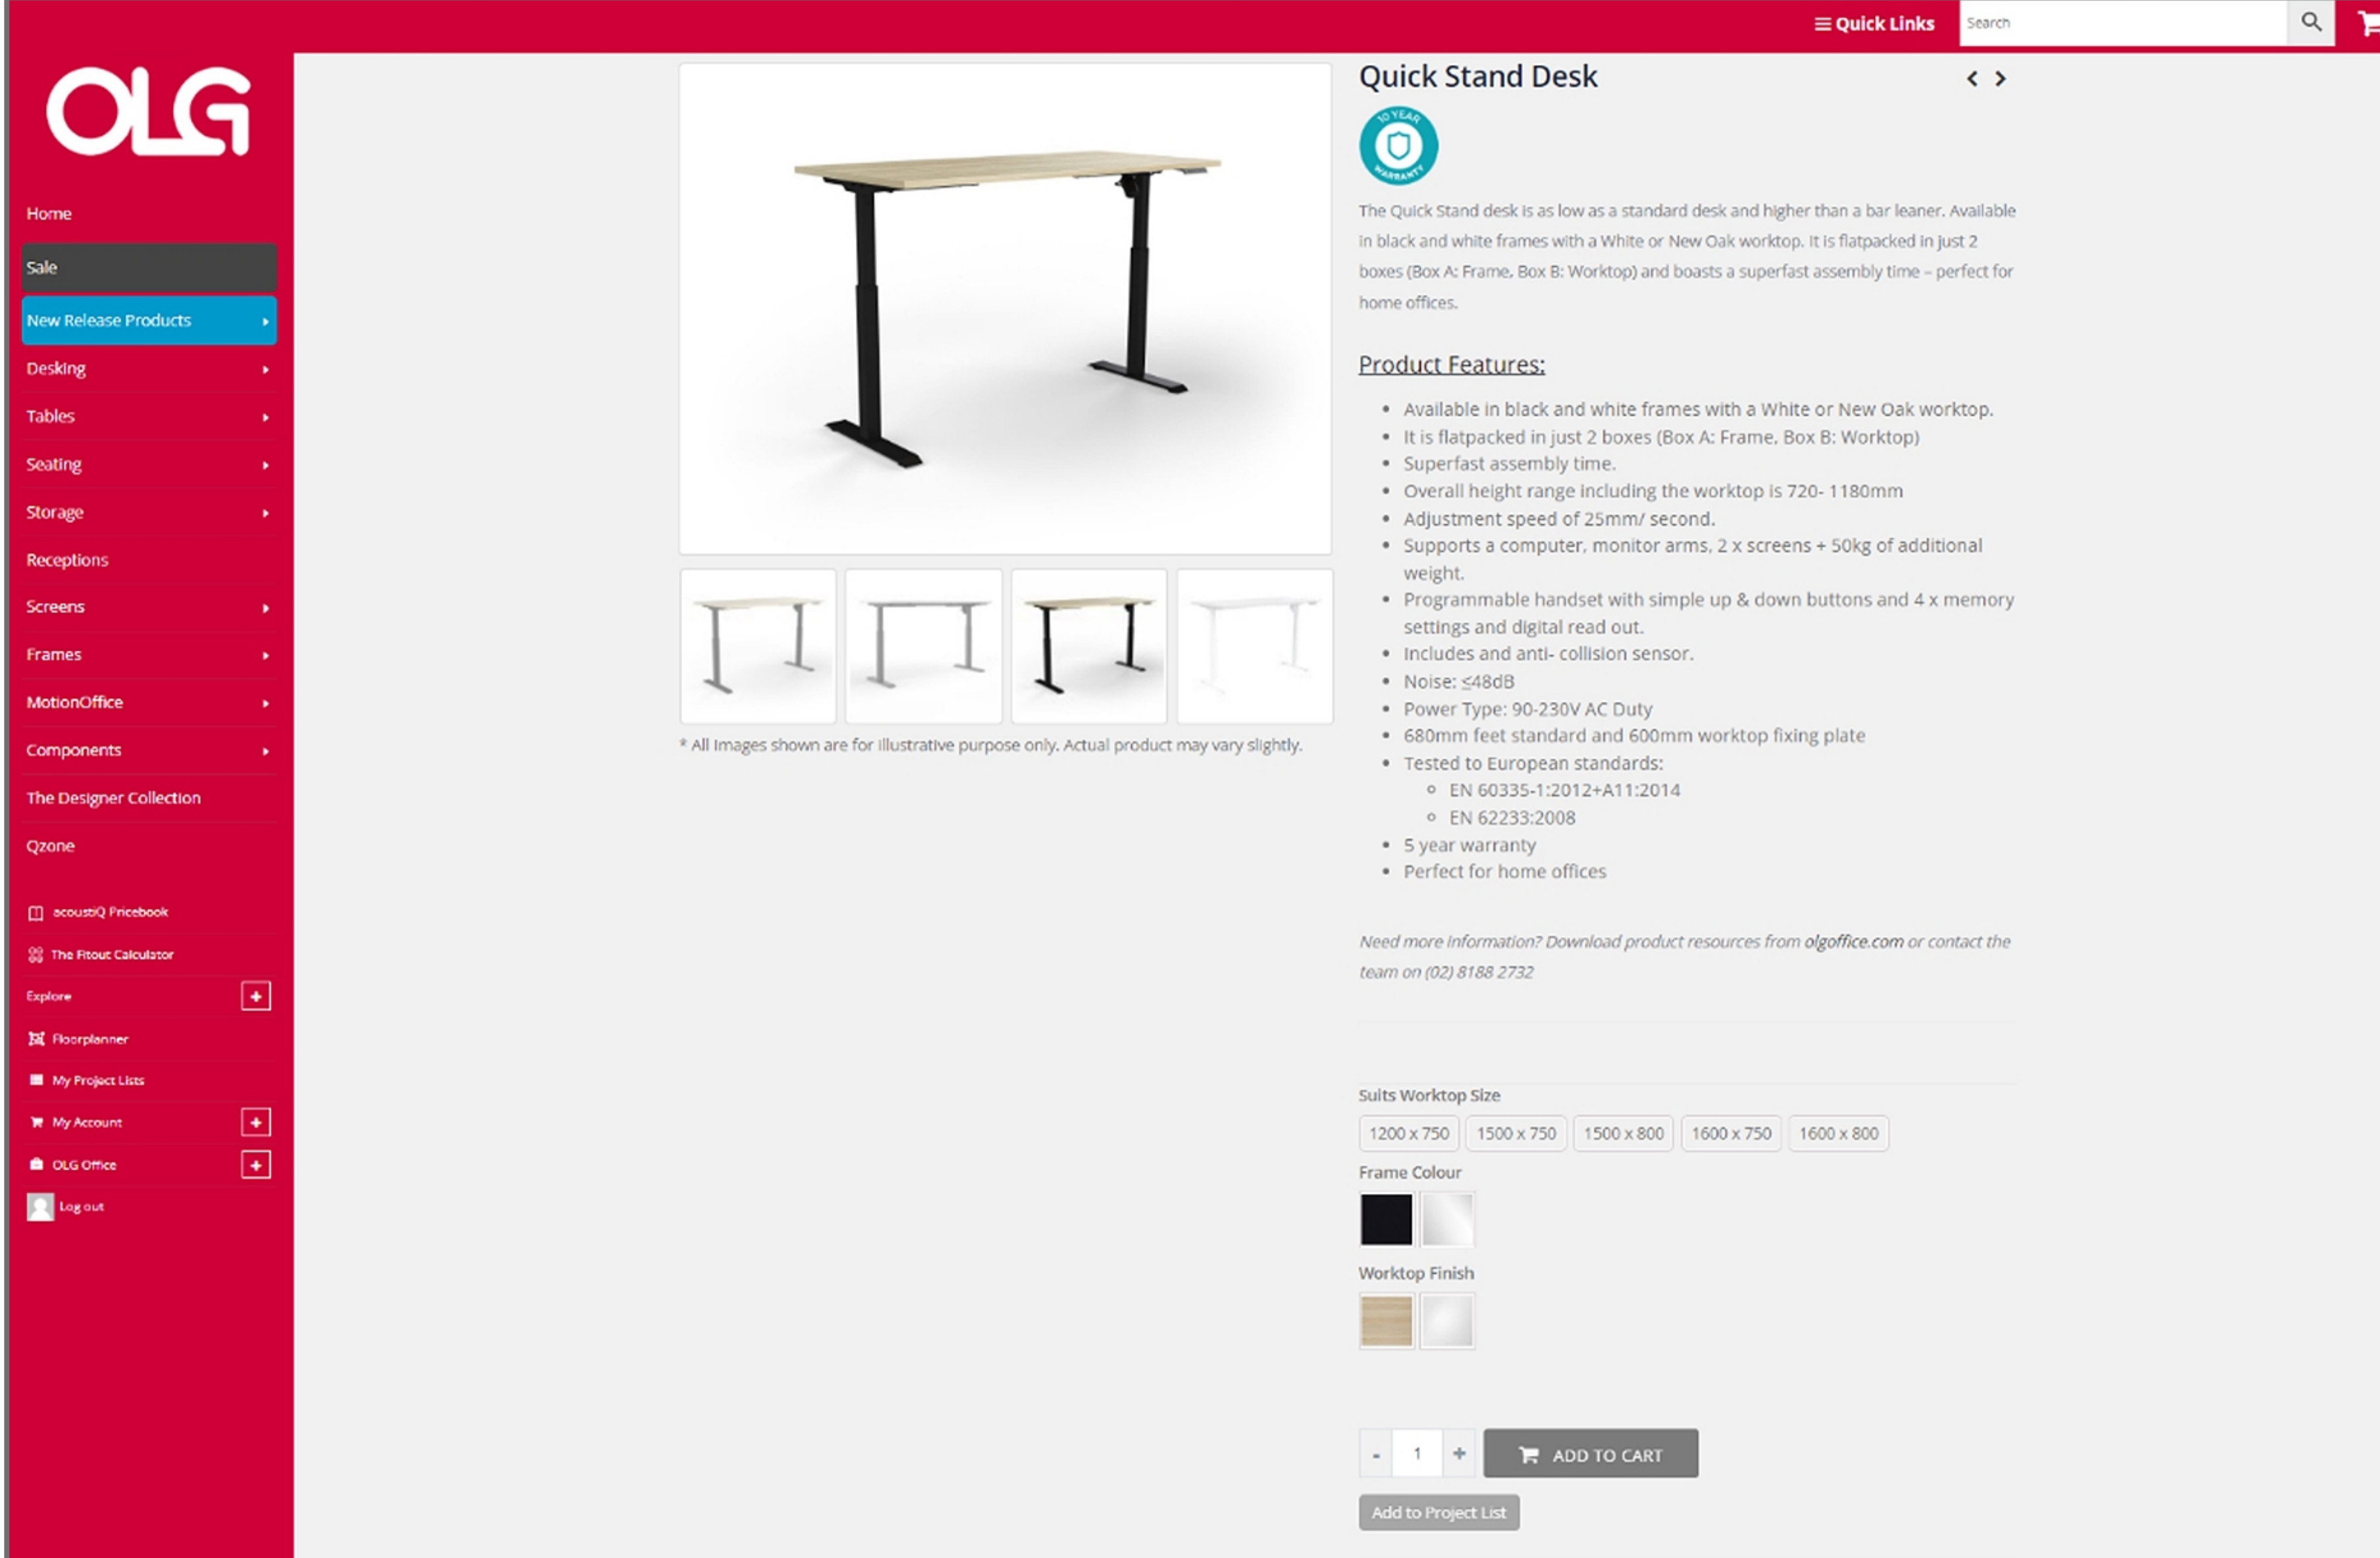 Quick Links
Search
OLG
Home
Sale
New Release Products
Desking
Tables
Seating
Storage
Receptions
Screens
Frames
MotionOffice
Components
The Designer Collection
Qzone
acoustiQ Pricebook
The Fitout Calculator
Explore
Floorplanner
My Project Lists
My Account
OLG Office
Log out
* All Images shown are for illustrative purpose only. Actual product may vary slightly.
Quick Stand Desk
10 YEAR
WARRANTY
The Quick Stand desk is as low as a standard desk and higher than a bar leaner. Available
in black and white frames with a White or New Oak worktop. It is flatpacked in just 2
boxes (Box A: Frame, Box B: Worktop) and boasts a superfast assembly time – perfect for
home offices.
Product Features:
• Available in black and white frames with a White or New Oak worktop.
• It is flatpacked in just 2 boxes (Box A: Frame, Box B: Worktop)
• Superfast assembly time.
• Overall height range including the worktop is 720- 1180mm
• Adjustment speed of 25mm/ second.
• Supports a computer, monitor arms, 2 x screens + 50kg of additional
weight.
• Programmable handset with simple up & down buttons and 4 x memory
settings and digital read out.
• Includes and anti- collision sensor.
• Noise: ≤48dB
• Power Type: 90-230V AC Duty
• 680mm feet standard and 600mm worktop fixing plate
• Tested to European standards:
◦ EN 60335-1:2012+A11:2014
◦ EN 62233:2008
• 5 year warranty
• Perfect for home offices
Need more information? Download product resources from olgoffice.com or contact the
team on (02) 8188 2732
Suits Worktop Size
1200 x 750 1500 x 750 1500 x 800 1600 x 750 1600 x 800
Frame Colour
Worktop Finish
- 1 + ADD TO CART
Add to Project List